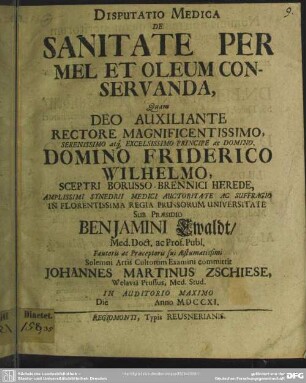 9.
DISPUTATIO MEDICA
DE
SANITATE PER
MEL ET OLEUM CON-
SERVANDA,
Quam
DEO AUXILIANTE
RECTORE MAGNIFICENTISSIMO,
SERENISSIMO atq; EXCELSISSIMO PRINCIPE ac DOMINO,
DOMINO FRIDERICO
WILHELMO,
SCEPTRI BORUSSO-BRENNICI HEREDE,
AMPLISSIMI SYNEDRII MEDICI AUCTORITATE AC SUFFRAGIO
IN FLORENTISSIMA REGIA PRUSSORUM UNIVERSITATE
SUB PRÆSIDIO
BENJAMINI Ewaldt/
Med. Doct. ac Prof. Publ.
Fautoris ac Præceptoris sui Æstumatissimi
Solenni Artis Cultorum Examini committit
JOHANNES MARTINUS ZSCHIESE,
Welavia Prussus, Med. Stud.
IN AUDITORIO MAXIMO
Die Anno MDCCXI.
REGIOMONTI, Typis REUSNERIANIS.